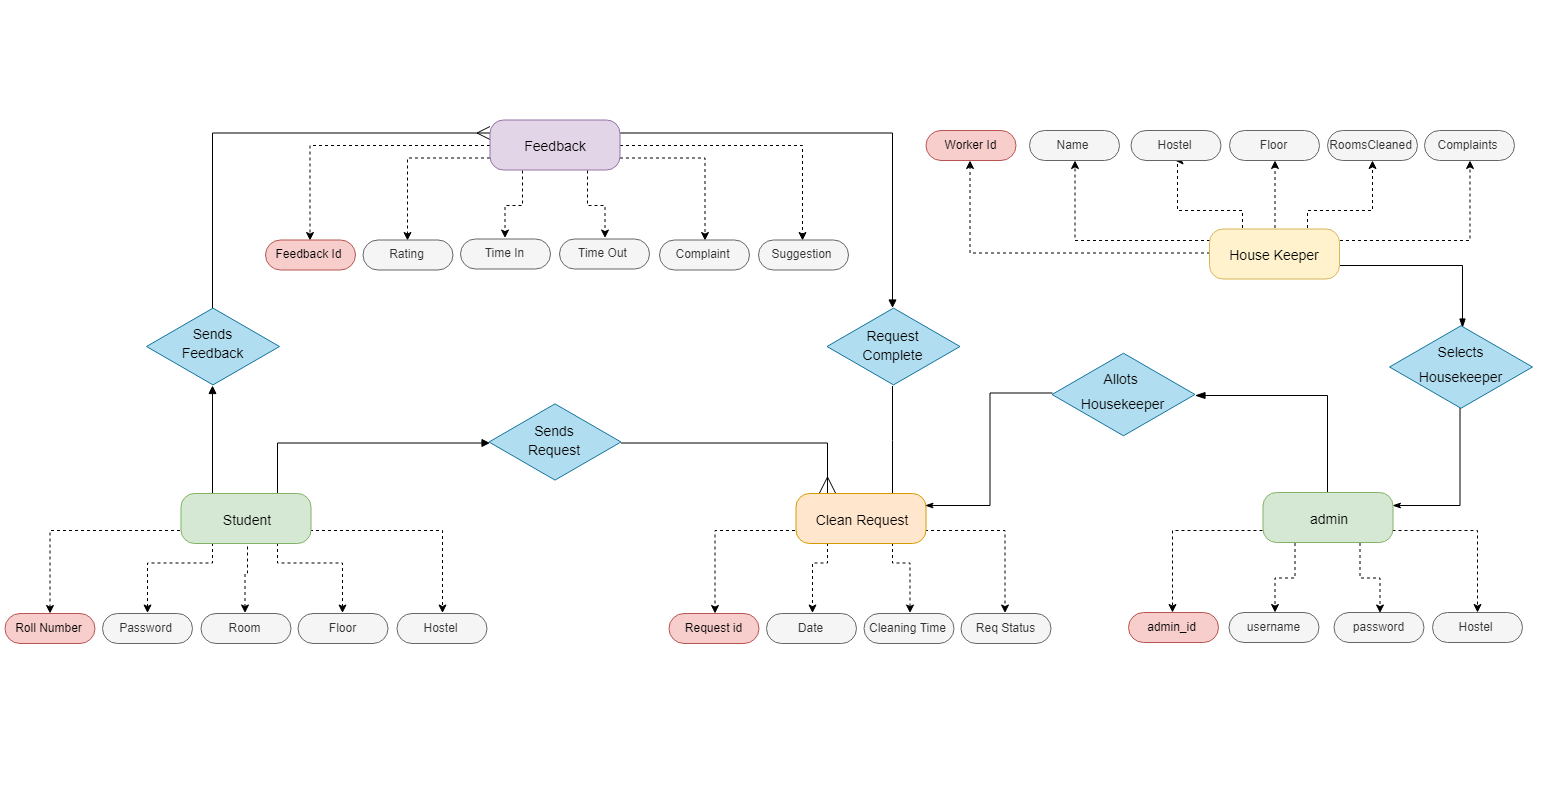 Feedback
Worker Id
Name
Hostel
Floor
RoomsCleaned
Complaints
Feedback Id
Rating
Time In
Time Out
Complaint
Suggestion
House Keeper
Sends
Feedback
Request
Complete
Selects
Housekeeper
Allots
Housekeeper
Sends
Request
Student
Clean Request
admin
Roll Number
Password
Room
Floor
Hostel
Request id
Date
Cleaning Time
Req Status
admin_id
username
password
Hostel